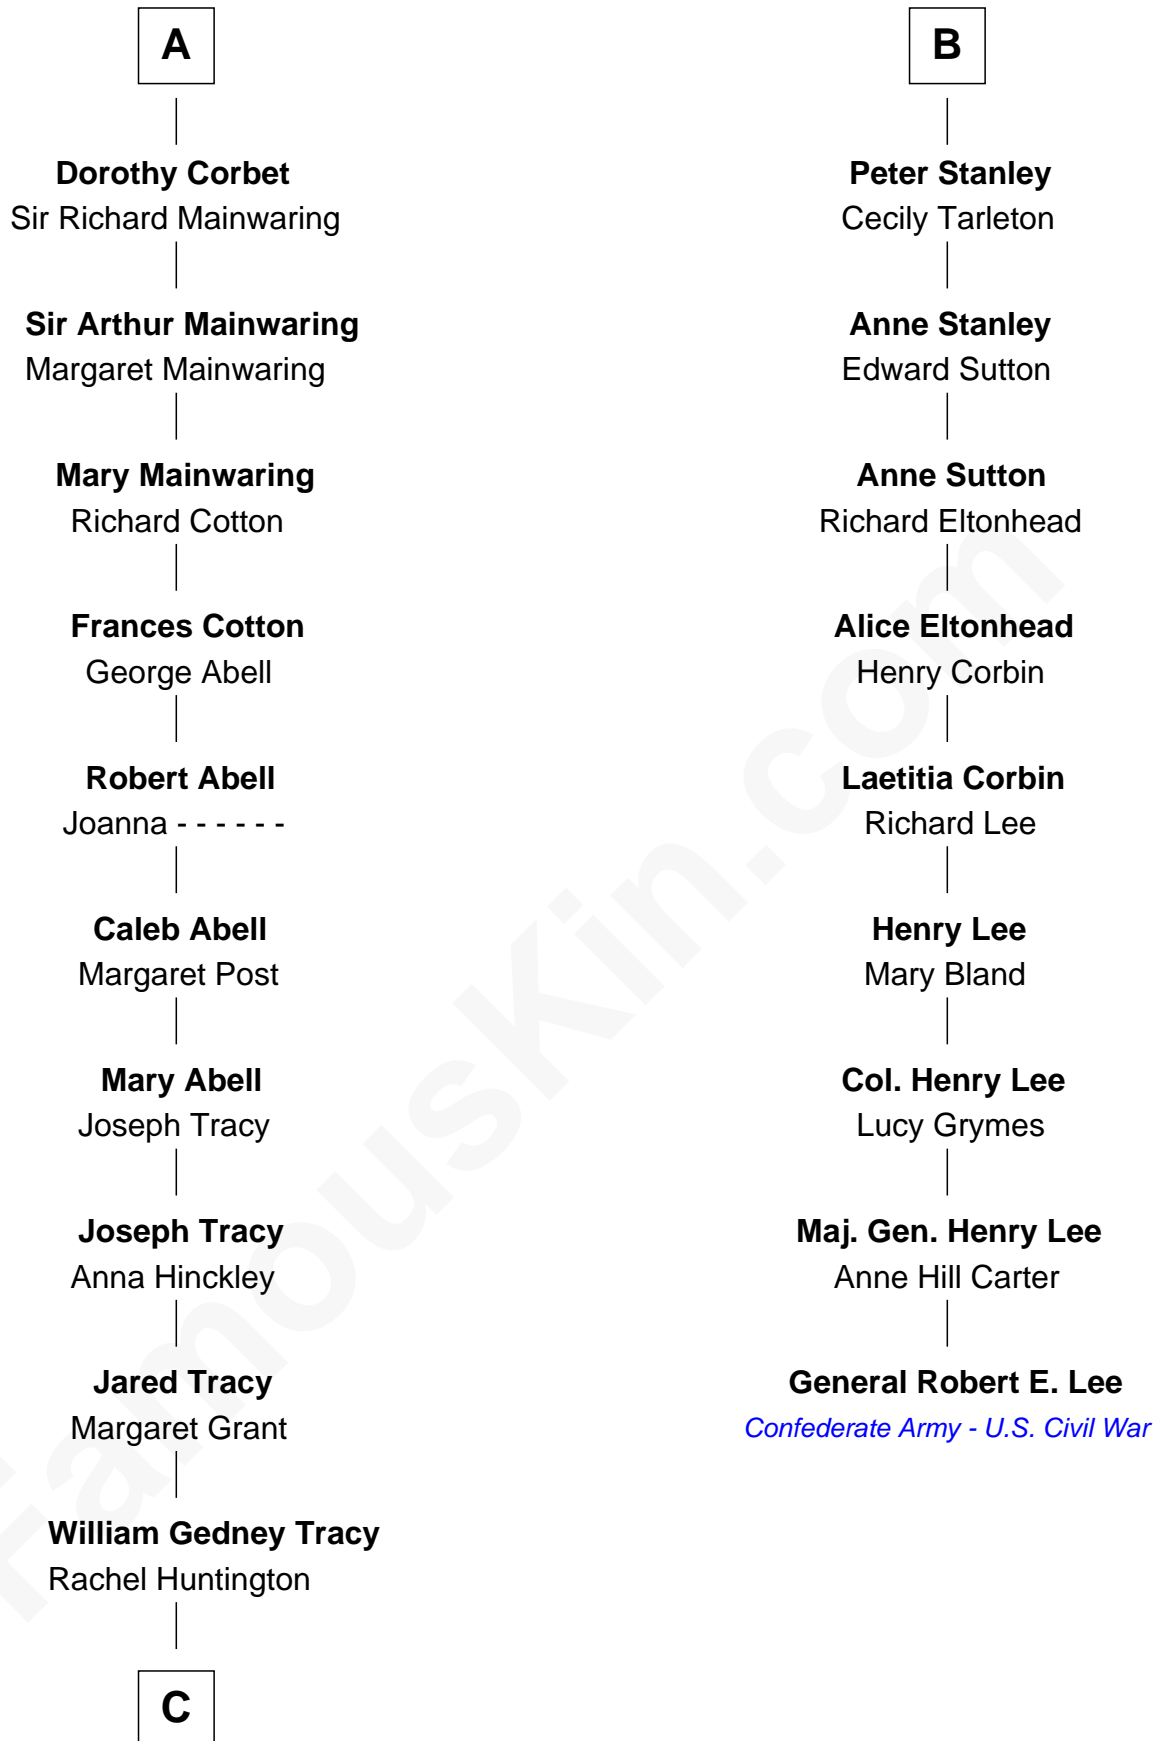 A
Dorothy Corbet
Sir Richard Mainwaring
Sir Arthur Mainwaring
Margaret Mainwaring
Mary Mainwaring
Richard Cotton
Frances Cotton
George Abell
Robert Abell
Joanna - - - - - -
Caleb Abell
Margaret Post
Mary Abell
Joseph Tracy
Joseph Tracy
Anna Hinckley
Jared Tracy
Margaret Grant
William Gedney Tracy
Rachel Huntington
C
B
Peter Stanley
Cecily Tarleton
Anne Stanley
Edward Sutton
Anne Sutton
Richard Eltonhead
Alice Eltonhead
Henry Corbin
Laetitia Corbin
Richard Lee
Henry Lee
Mary Bland
Col. Henry Lee
Lucy Grymes
Maj. Gen. Henry Lee
Anne Hill Carter
General Robert E. Lee
Confederate Army - U.S. Civil War
FamousKin.com